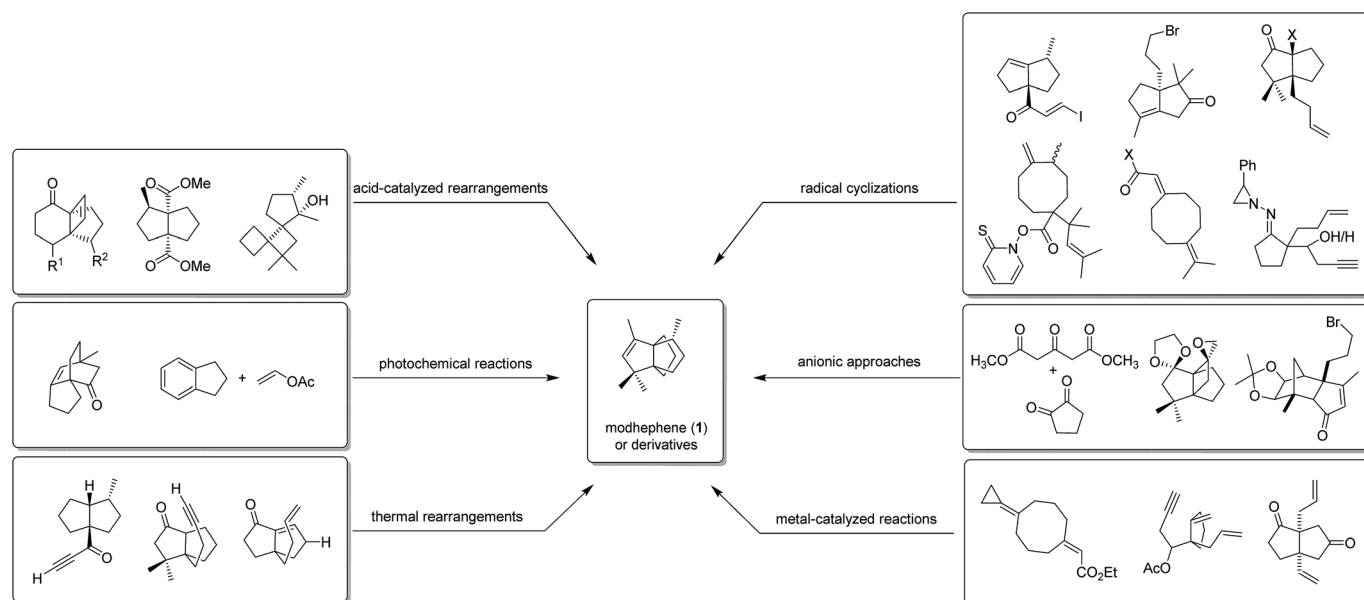 acid-catalyzed rearrangements
O
R¹
R²
O
OMe
O
OMe
OH
photochemical reactions
O
+
OAc
thermal rearrangements
H
O
H
H
O
O
H
modhephene (1)
or derivatives
radical cyclizations
O
I
Br
O
O
X
S
N
O
O
X
O
Ph
N
N
OH/H
anionic approaches
O
O
O
H₃CO
OCH₃
+
O
O
O
O
O
Br
O
O
O
metal-catalyzed reactions
CO₂Et
AcO
O
O